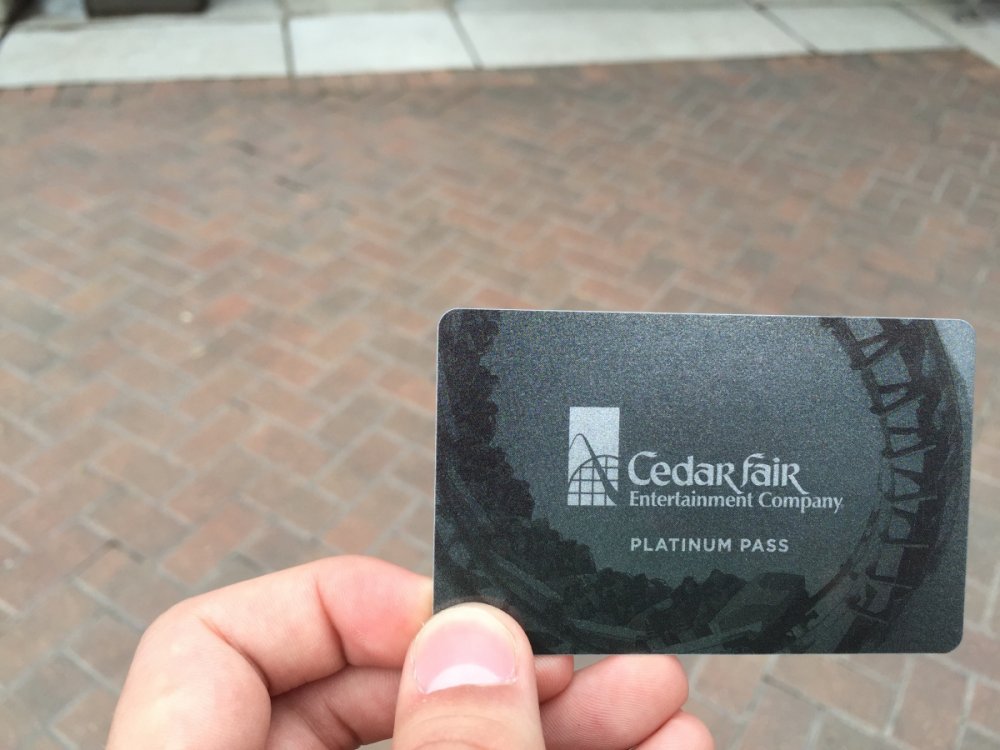 Cedar Fair
Entertainment Company
PLATINUM PASS